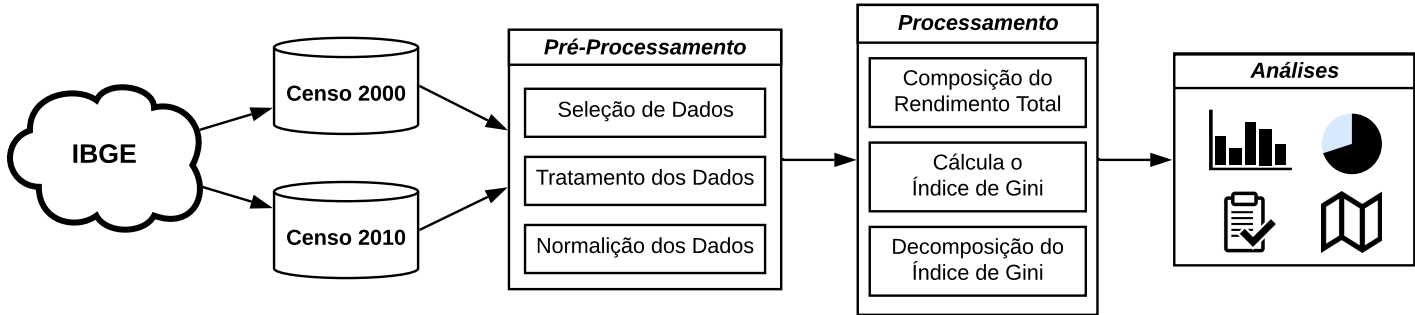 IBGE
Censo 2000
Censo 2010
Pré-Processamento
Seleção de Dados
Tratamento dos Dados
Normalição dos Dados
Processamento
Composição do
Rendimento Total
Cálcula o
Índice de Gini
Decomposição do
Índice de Gini
Análises